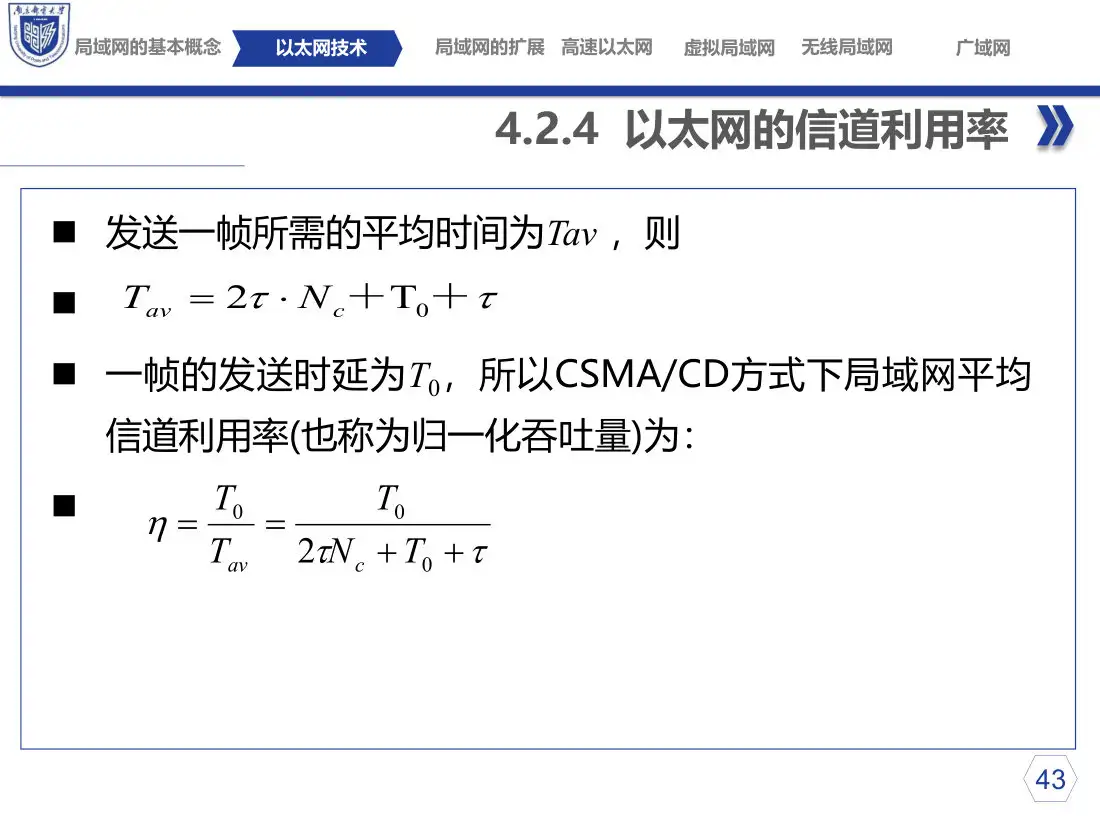 南京邮电大学
局域网的基本概念 以太网技术 局域网的扩展 高速以太网 虚拟局域网 无线局域网 广域网
4.2.4 以太网的信道利用率
■ 发送一帧所需的平均时间为Tav ，则
■ T_av = 2τ · N_c＋T_0＋τ
■ 一帧的发送时延为T_0，所以CSMA/CD方式下局域网平均
信道利用率(也称为归一化吞吐量)为：
■ η = T_0 / T_av = T_0 / (2τN_c + T_0 + τ)
43